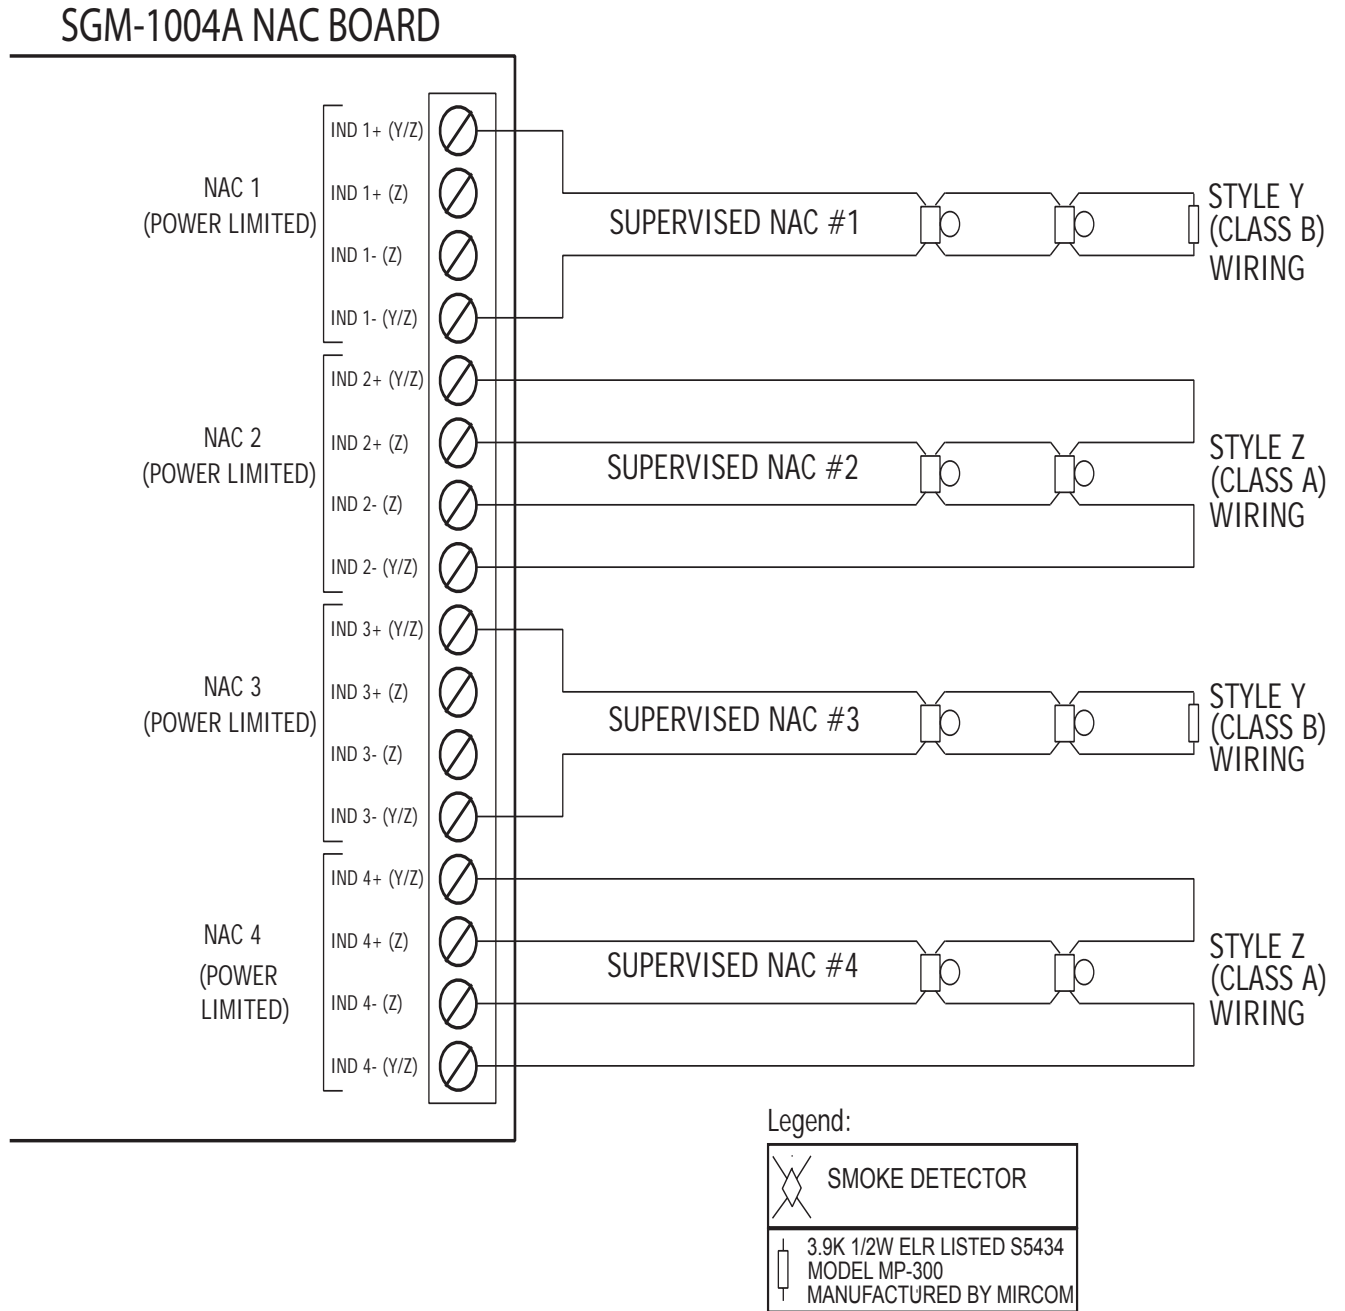 SGM-1004A NAC BOARD
NAC 1
(POWER LIMITED)
IND 1+ (Y/Z)
IND 1+ (Z)
IND 1- (Z)
IND 1- (Y/Z)
SUPERVISED NAC #1
STYLE Y
(CLASS B)
WIRING
NAC 2
(POWER LIMITED)
IND 2+ (Y/Z)
IND 2+ (Z)
IND 2- (Z)
IND 2- (Y/Z)
SUPERVISED NAC #2
STYLE Z
(CLASS A)
WIRING
NAC 3
(POWER LIMITED)
IND 3+ (Y/Z)
IND 3+ (Z)
IND 3- (Z)
IND 3- (Y/Z)
SUPERVISED NAC #3
STYLE Y
(CLASS B)
WIRING
NAC 4
(POWER
LIMITED)
IND 4+ (Y/Z)
IND 4+ (Z)
IND 4- (Z)
IND 4- (Y/Z)
SUPERVISED NAC #4
STYLE Z
(CLASS A)
WIRING
Legend:
SMOKE DETECTOR
3.9K 1/2W ELR LISTED S5434
MODEL MP-300
MANUFACTURED BY MIRCOM